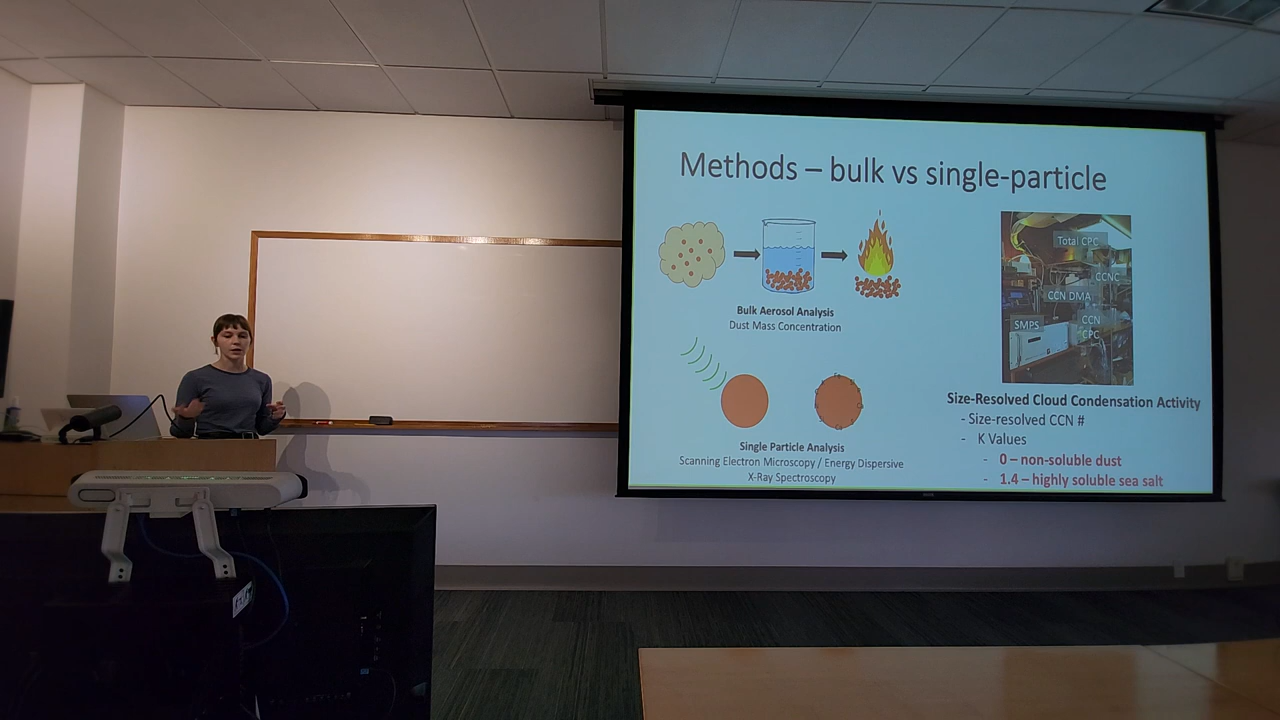 Methods – bulk vs single-particle
Bulk Aerosol Analysis
Dust Mass Concentration
Single Particle Analysis
Scanning Electron Microscopy / Energy Dispersive
X-Ray Spectroscopy
Total CPC
CCNC
CCN DMA
SMPS
CCN
CPC
Size-Resolved Cloud Condensation Activity
- Size-resolved CCN #
- K Values
- 0 – non-soluble dust
- 1.4 – highly soluble sea salt